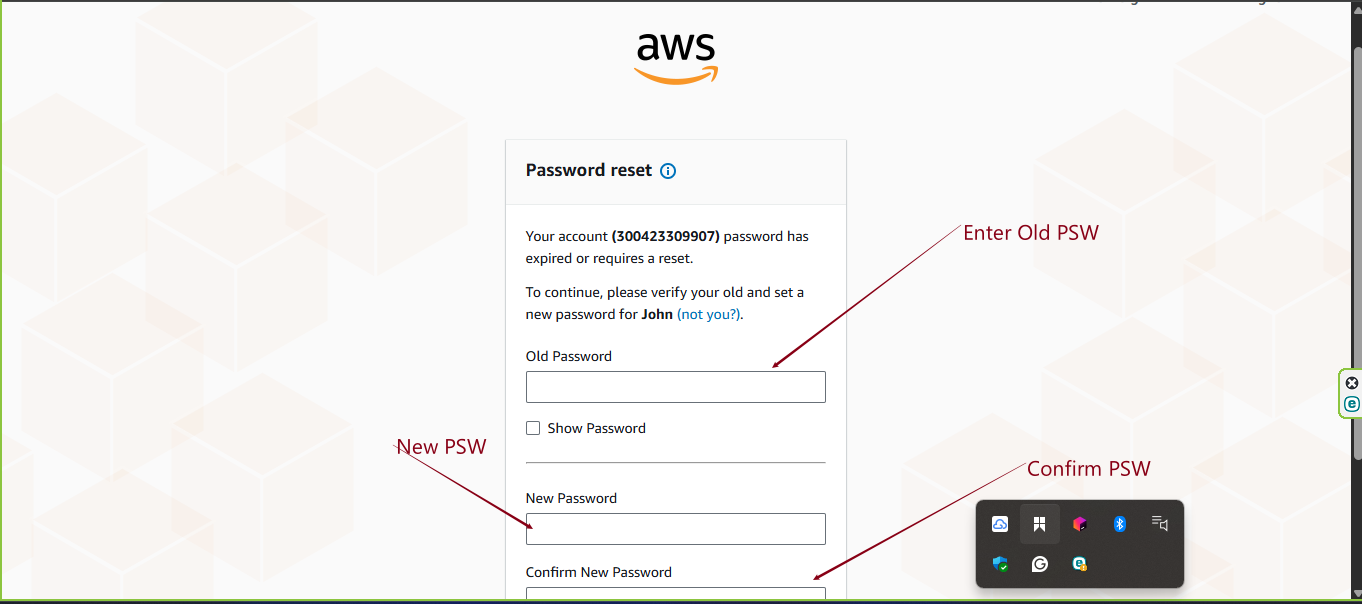 aws
Password reset
Your account (300423309907) password has
expired or requires a reset.
Enter Old PSW
To continue, please verify your old and set a
new password for John (not you?).
Old Password
Show Password
New PSW
Confirm PSW
New Password
Confirm New Password